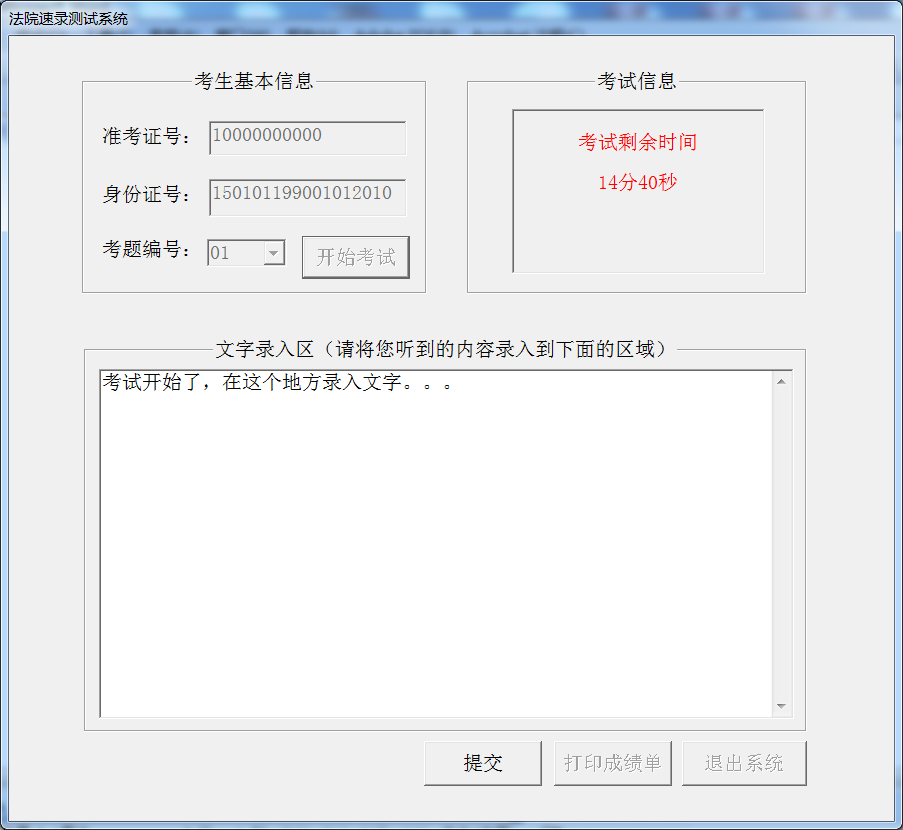 法院速录测试系统
考生基本信息
准考证号：
10000000000
身份证号：
150101199001012010
考题编号：
01
开始考试
考试信息
考试剩余时间
14分40秒
文字录入区（请将您听到的内容录入到下面的区域）
考试开始了，在这个地方录入文字。。。
提交
打印成绩单
退出系统